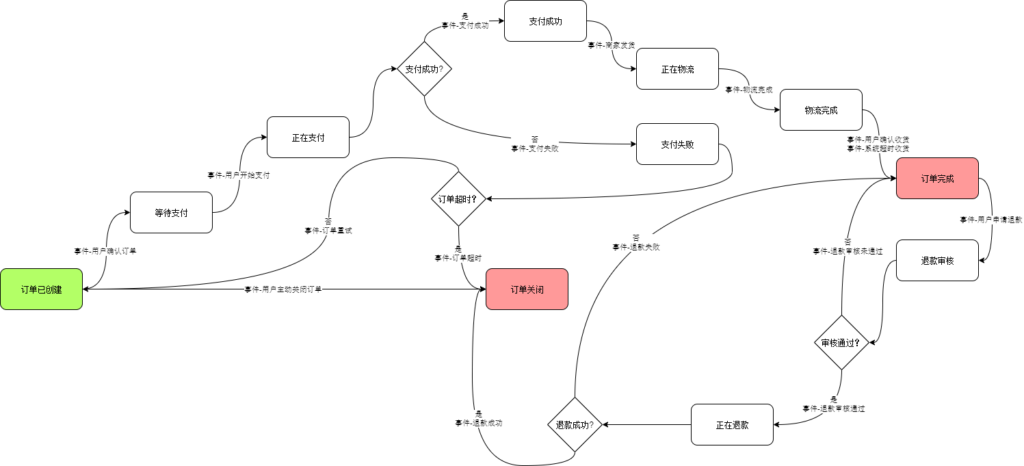 是
事件-支付成功
支付成功
事件-商家发货
支付成功?
正在物流
事件-物流完成
物流完成
正在支付
否
事件-支付失败
支付失败
事件-用户确认收货
事件-系统超时收货
事件-用户开始支付
订单完成
等待支付
订单超时?
否
事件-订单重试
事件-用户申请退款
否
事件-退款失败
否
事件-退款审核未通过
事件-用户确认订单
是
事件-订单超时
退款审核
订单已创建
事件-用户主动关闭订单
订单关闭
审核通过?
是
事件-退款审核通过
是
事件-退款成功
退款成功?
正在退款